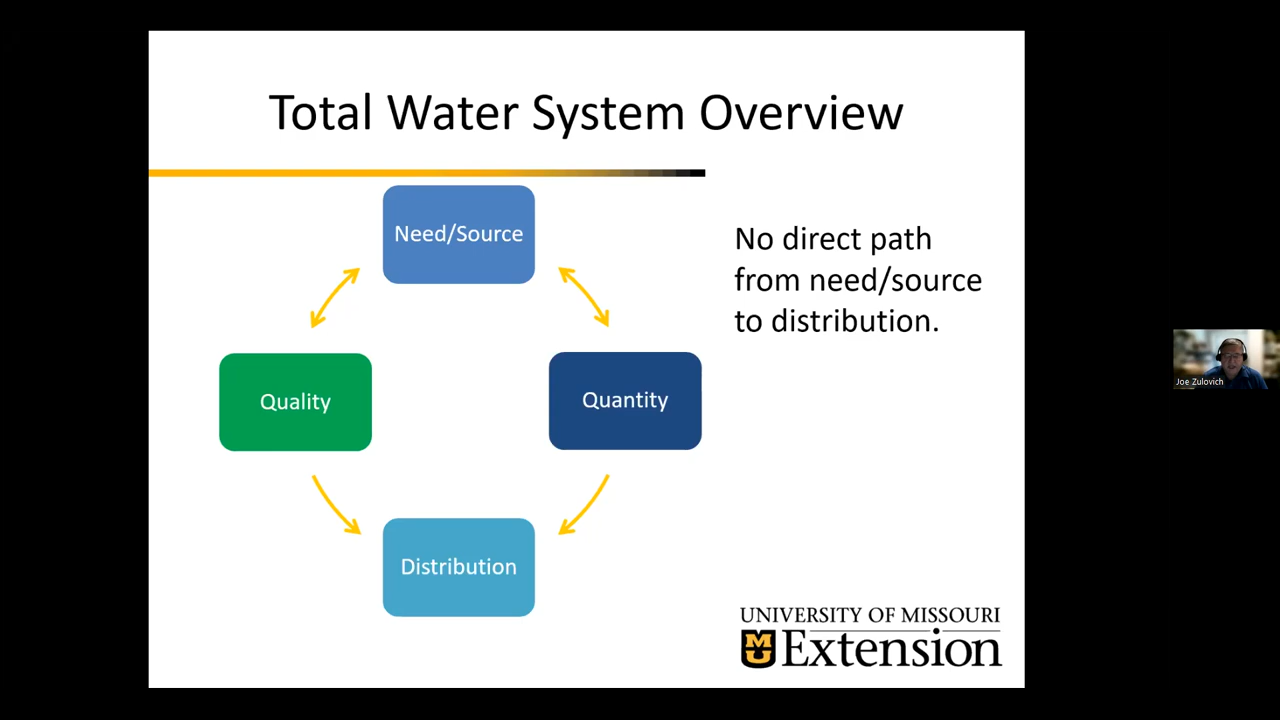 Total Water System Overview
Need/Source
No direct path
from need/source
to distribution.
Quality
Quantity
Distribution
UNIVERSITY OF MISSOURI
MU Extension
Joe Zulovich